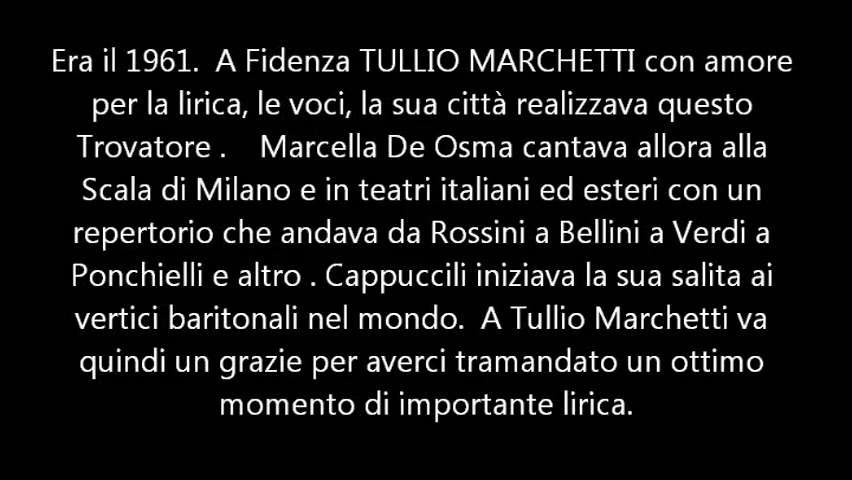 Era il 1961.  A Fidenza TULLIO MARCHETTI con amore
per la lirica, le voci, la sua città realizzava questo
Trovatore .    Marcella De Osma cantava allora alla
Scala di Milano e in teatri italiani ed esteri con un
repertorio che andava da Rossini a Bellini a Verdi a
Ponchielli e altro . Cappuccili iniziava la sua salita ai
vertici baritonali nel mondo.  A Tullio Marchetti va
quindi un grazie per averci tramandato un ottimo
momento di importante lirica.